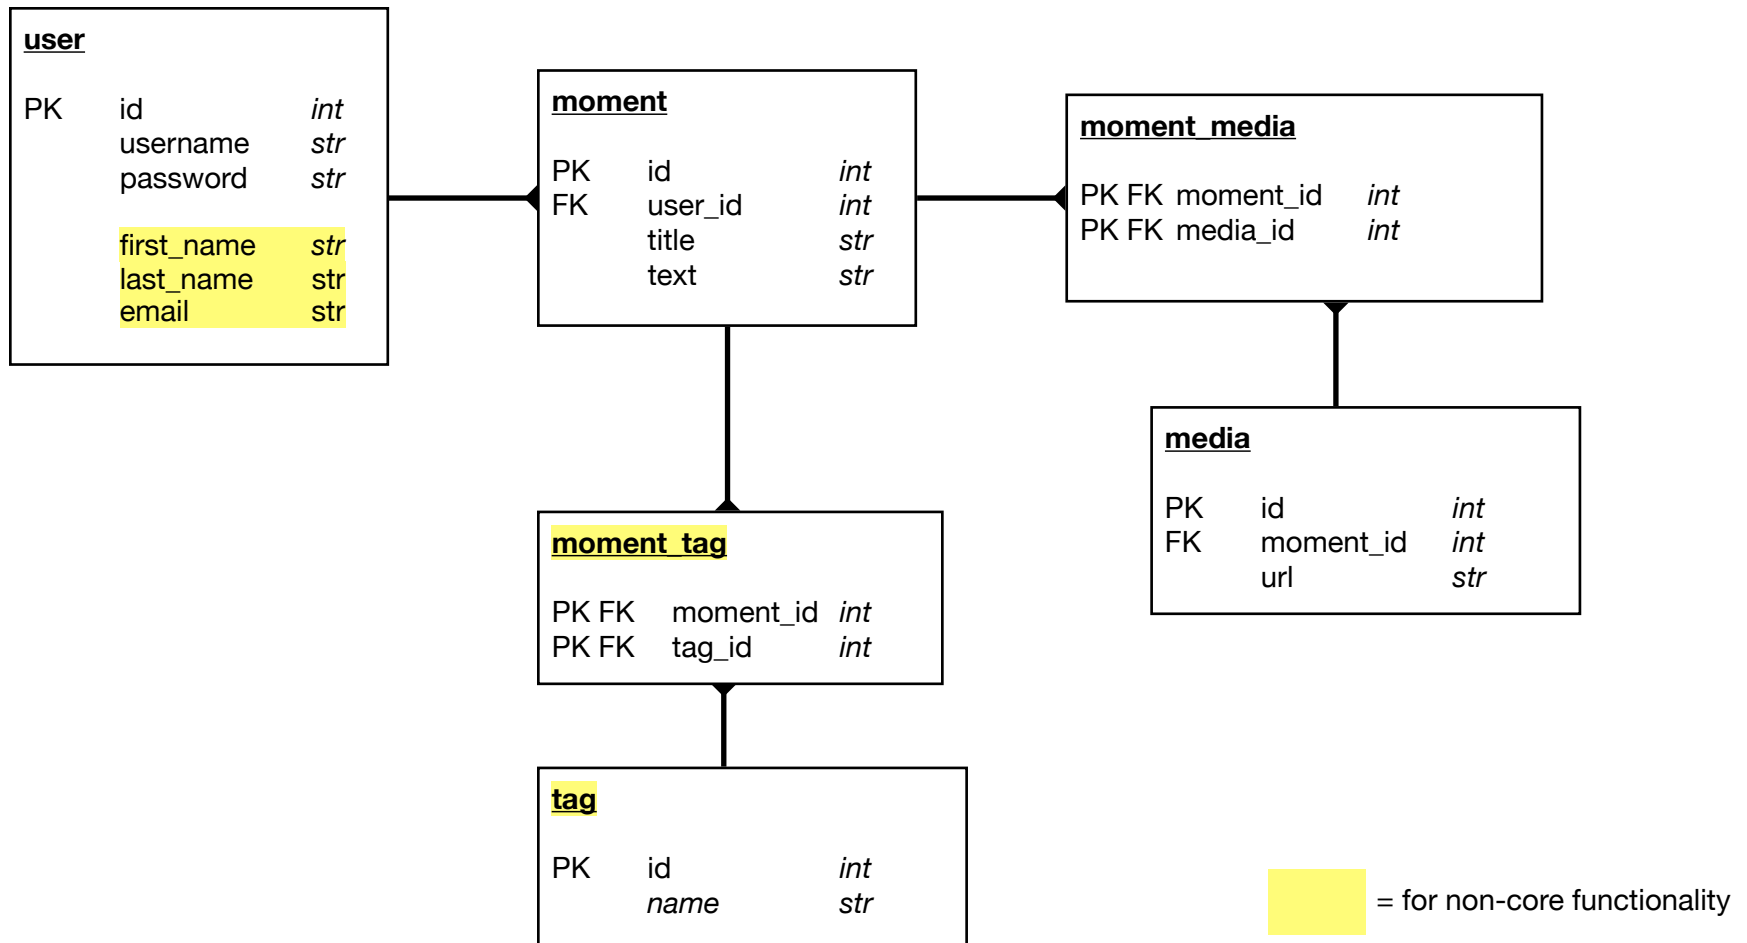 user
PK id int
username str
password str
first_name str
last_name str
email str
moment
PK id int
FK user_id int
title str
text str
moment_media
PK FK moment_id int
PK FK media_id int
media
PK id int
FK moment_id int
url str
moment_tag
PK FK moment_id int
PK FK tag_id int
tag
PK id int
name str
= for non-core functionality